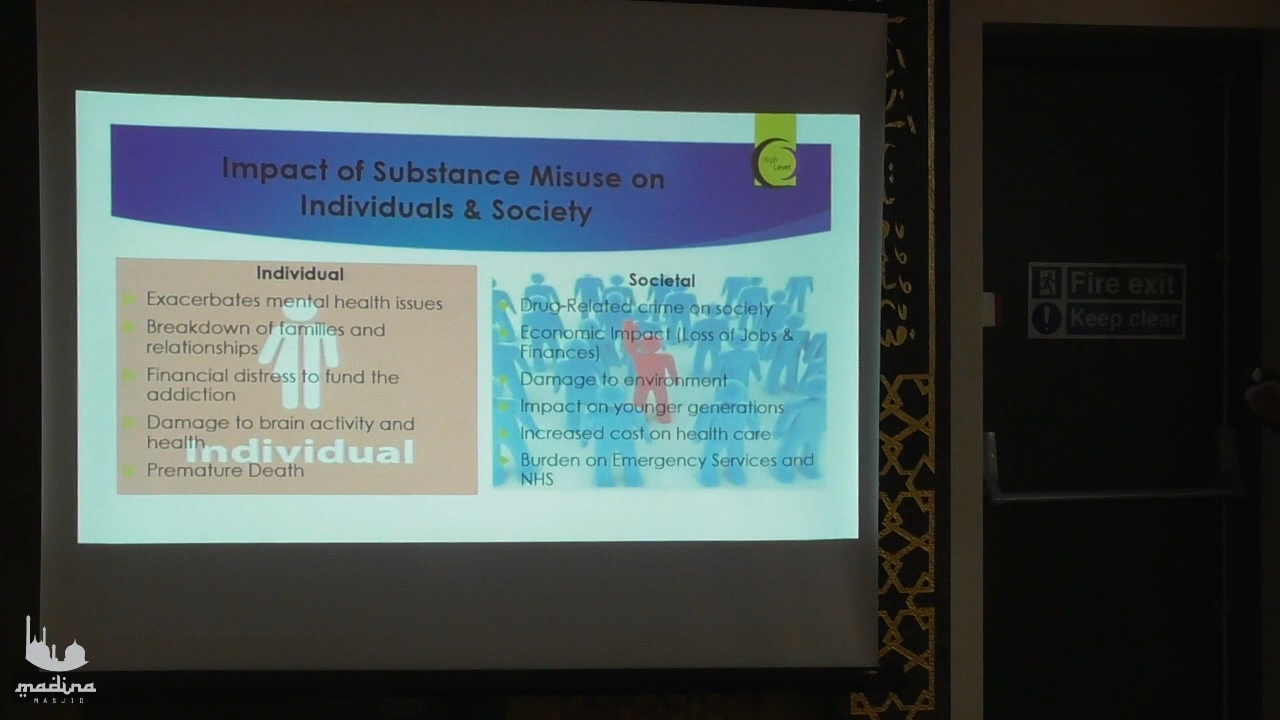 Impact of Substance Misuse on
Individuals & Society
High
Level
Individual
Exacerbates mental health issues
Breakdown of families and
relationships
Financial distress to fund the
addiction
Damage to brain activity and
health
Individual
Premature Death
Societal
Drug-Related crime on society
Economic Impact (Loss of Jobs &
Finances)
Damage to environment
Impact on younger generations
Increased cost on health care
Burden on Emergency Services and
NHS
Fire exit
Keep clear
madina
MASJID